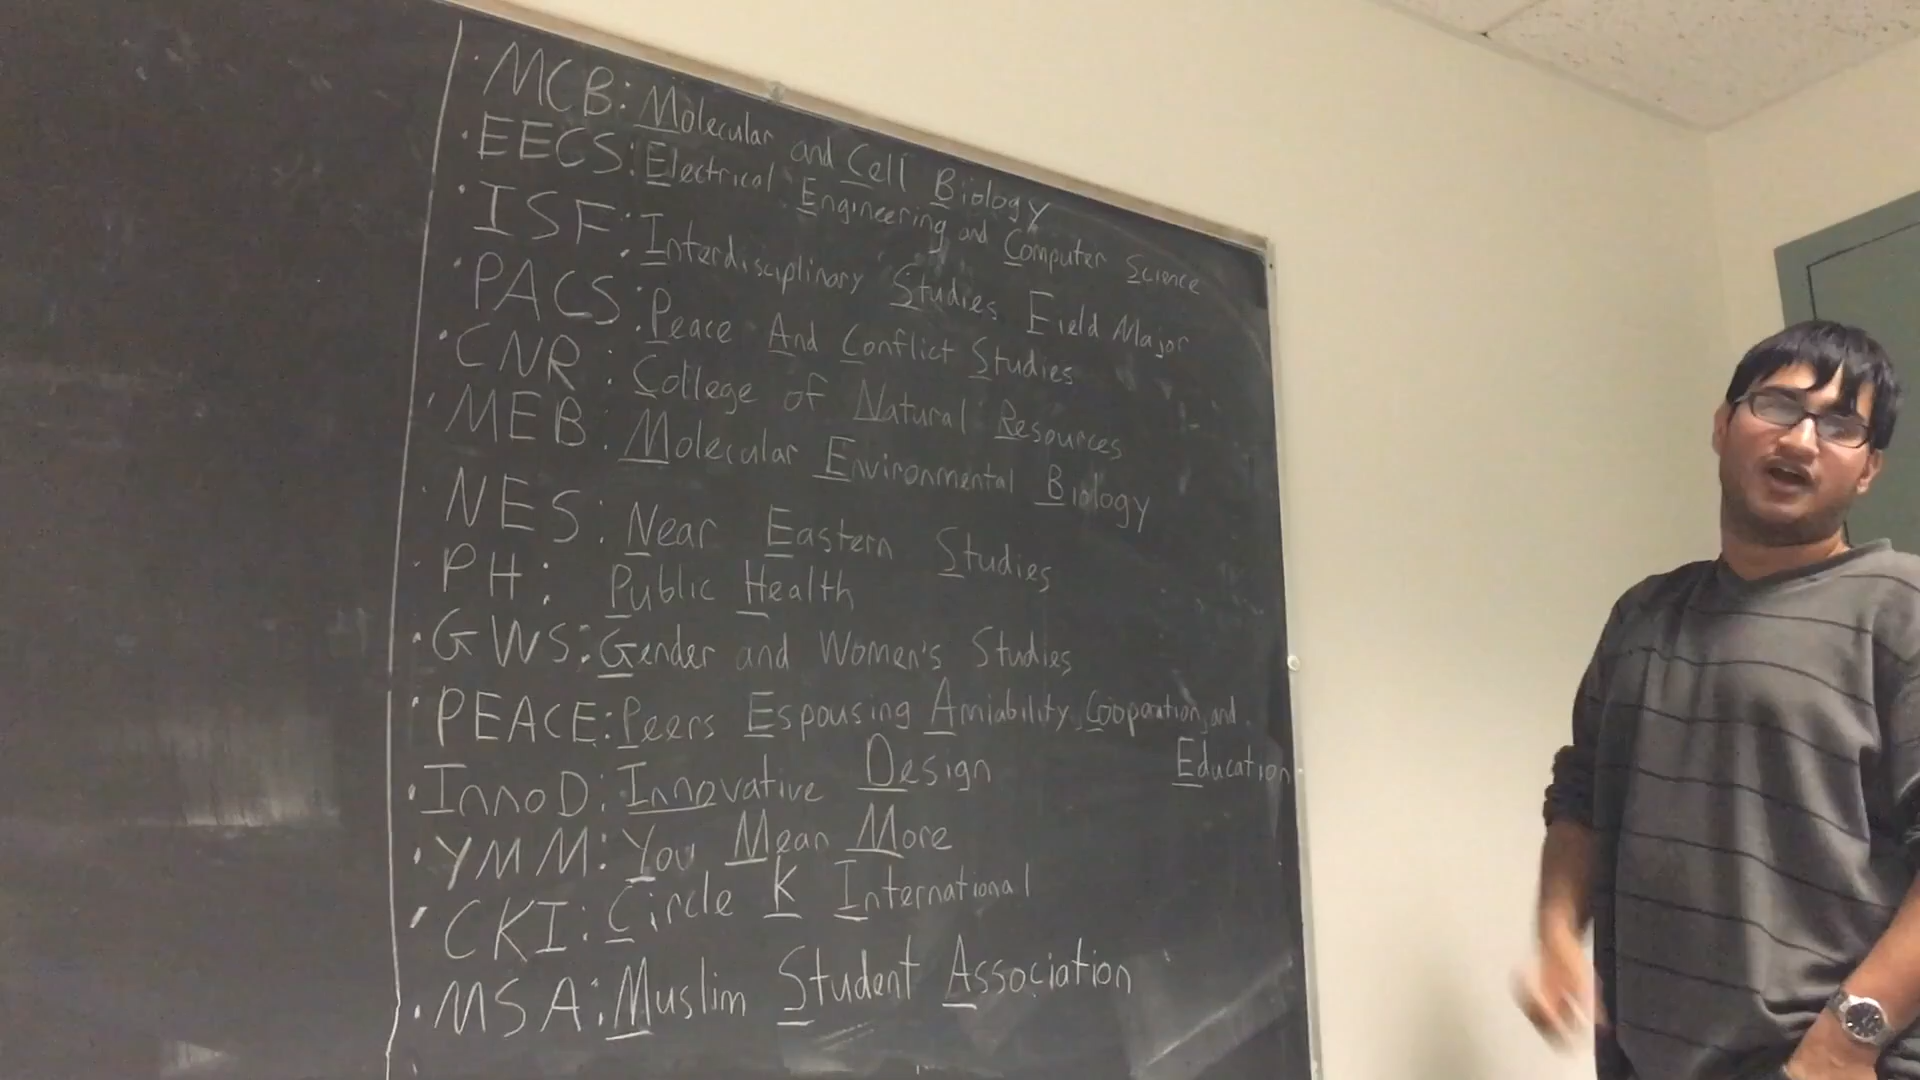 · MCB: Molecular and Cell Biology
· EECS: Electrical Engineering and Computer Science
· ISF: Interdisciplinary Studies Field Major
· PACS: Peace And Conflict Studies
· CNR: College of Natural Resources
· MEB: Molecular Environmental Biology
· NES: Near Eastern Studies
· PH: Public Health
· GWS: Gender and Women's Studies
· PEACE: Peers Espousing Amiability, Cooperation, and
Education
· InnoD: Innovative Design
· YMM: You Mean More
· CKI: Circle K International
· MSA: Muslim Student Association